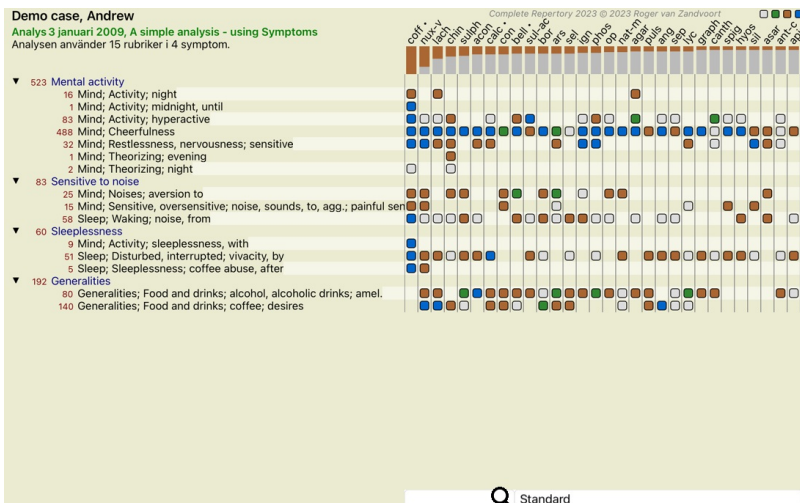 Demo case, Andrew
Complete Repertory 2023 © 2023 Roger van Zandvoort
Analys 3 januari 2009, A simple analysis - using Symptoms
Analysen använder 15 rubriker i 4 symptom.
coff · nux-v lach chin sulph acon calc · con bell · sul-ac bor ars sel ign phos op nat-m agar puls ang sep lyc graph canth spig hyos sil asar ant-c
523 Mental activity
16 Mind; Activity; night
1 Mind; Activity; midnight, until
83 Mind; Activity; hyperactive
488 Mind; Cheerfulness
32 Mind; Restlessness, nervousness; sensitive
1 Mind; Theorizing; evening
2 Mind; Theorizing; night
83 Sensitive to noise
25 Mind; Noises; aversion to
15 Mind; Sensitive, oversensitive; noise, sounds, to, agg.; painful sen
58 Sleep; Waking; noise, from
60 Sleeplessness
9 Mind; Activity; sleeplessness, with
51 Sleep; Disturbed, interrupted; vivacity, by
5 Sleep; Sleeplessness; coffee abuse, after
192 Generalities
80 Generalities; Food and drinks; alcohol, alcoholic drinks; amel.
140 Generalities; Food and drinks; coffee; desires
Standard